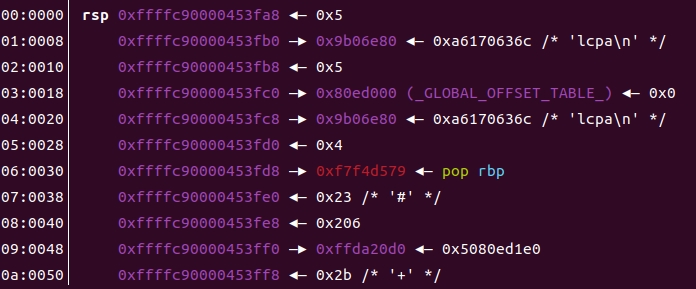 00:0000│ rsp 0xffffc90000453fa8 ◂— 0x5
01:0008│     0xffffc90000453fb0 —▸ 0x9b06e80 ◂— 0xa6170636c /* 'lcpa\n' */
02:0010│     0xffffc90000453fb8 ◂— 0x5
03:0018│     0xffffc90000453fc0 —▸ 0x80ed000 (_GLOBAL_OFFSET_TABLE_) ◂— 0x0
04:0020│     0xffffc90000453fc8 —▸ 0x9b06e80 ◂— 0xa6170636c /* 'lcpa\n' */
05:0028│     0xffffc90000453fd0 ◂— 0x4
06:0030│     0xffffc90000453fd8 —▸ 0xf7f4d579 ◂— pop rbp
07:0038│     0xffffc90000453fe0 ◂— 0x23 /* '#' */
08:0040│     0xffffc90000453fe8 ◂— 0x206
09:0048│     0xffffc90000453ff0 —▸ 0xffda20d0 ◂— 0x5080ed1e0
0a:0050│     0xffffc90000453ff8 ◂— 0x2b /* '+' */